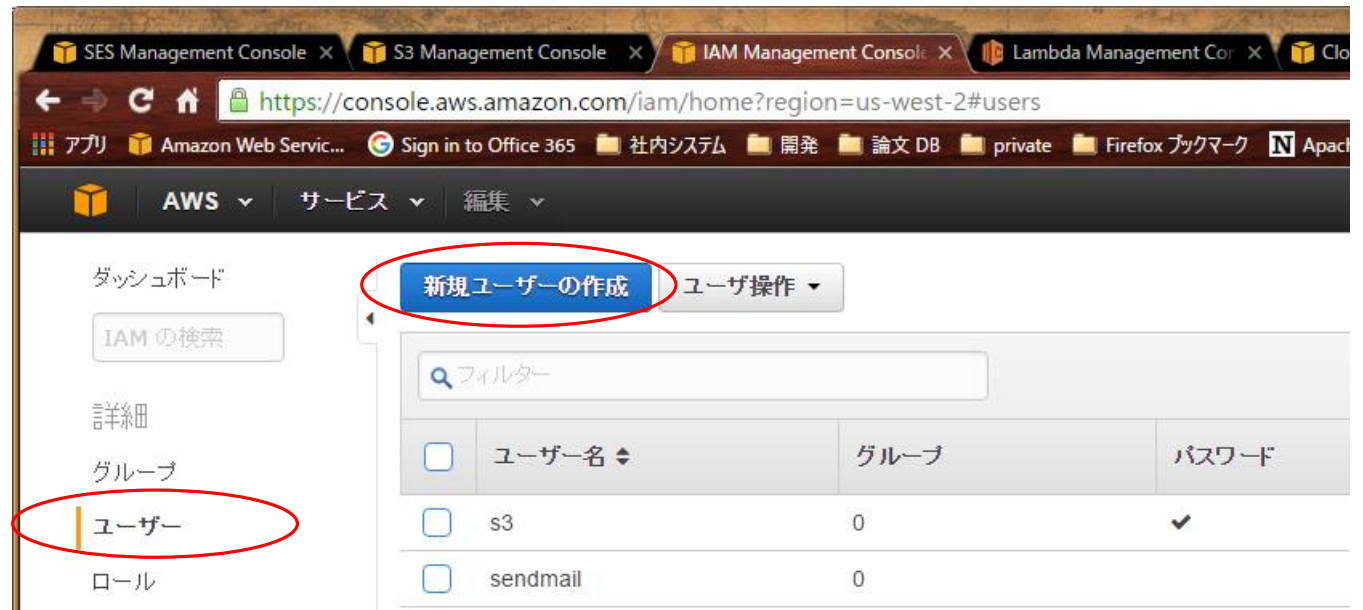 SES Management Console
S3 Management Console
IAM Management Console
Lambda Management Con
Clo
https://console.aws.amazon.com/iam/home?region=us-west-2#users
アプリ
Amazon Web Servic...
Sign in to Office 365
社内システム
開発
論文 DB
private
Firefox ブックマーク
Apach
AWS
サービス
編集
ダッシュボード
IAM の検索
詳細
グループ
ユーザー
ロール
新規ユーザーの作成
ユーザ操作
フィルター
ユーザー名 グループ パスワード
s3 0
sendmail 0